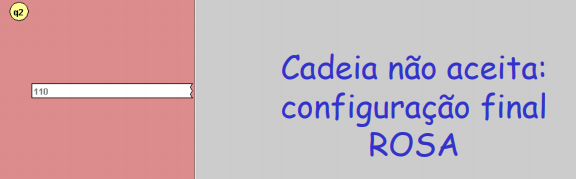 q2
110
Cadeia não aceita:
configuração final
ROSA